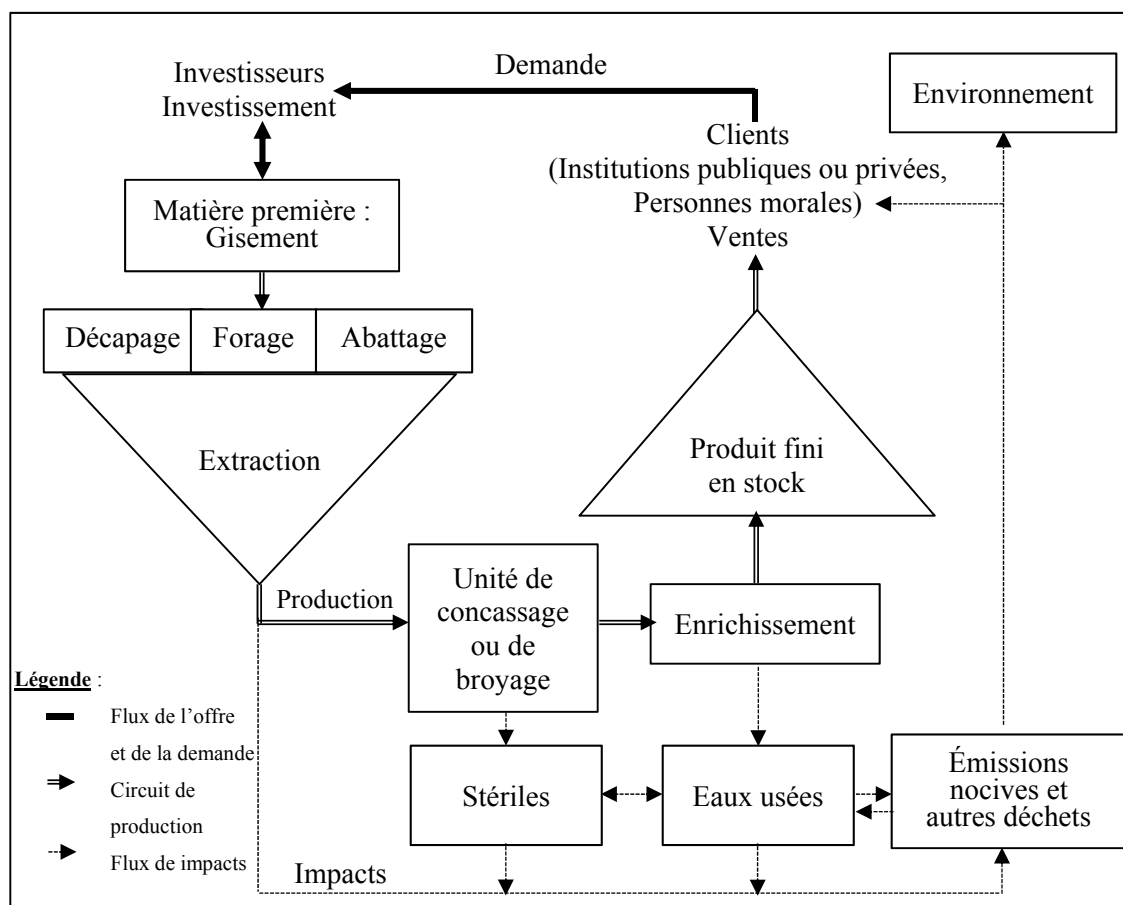 Demande
Investisseurs
Investissement
Environnement
Clients
(Institutions publiques ou privées,
Personnes morales)
Ventes
Matière première :
Gisement
Décapage
Forage
Abattage
Extraction
Produit fini
en stock
Production
Unité de
concassage
ou de
broyage
Enrichissement
Légende :
Flux de l’offre
et de la demande
Circuit de
production
Flux de impacts
Stériles
Eaux usées
Émissions
nocives et
autres déchets
Impacts